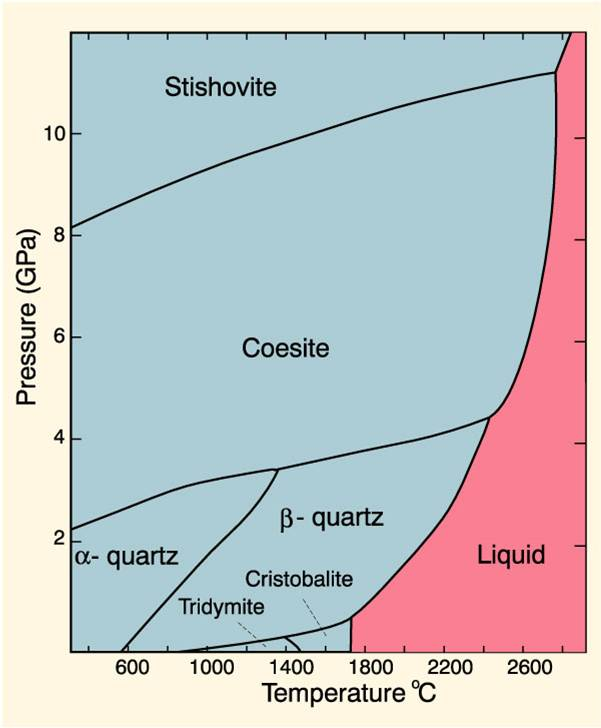 Stishovite
10
8
Pressure (GPa)
6
Coesite
4
β- quartz
2
α- quartz
Liquid
Cristobalite
Tridymite
600 1000 1400 1800 2200 2600
Temperature °C